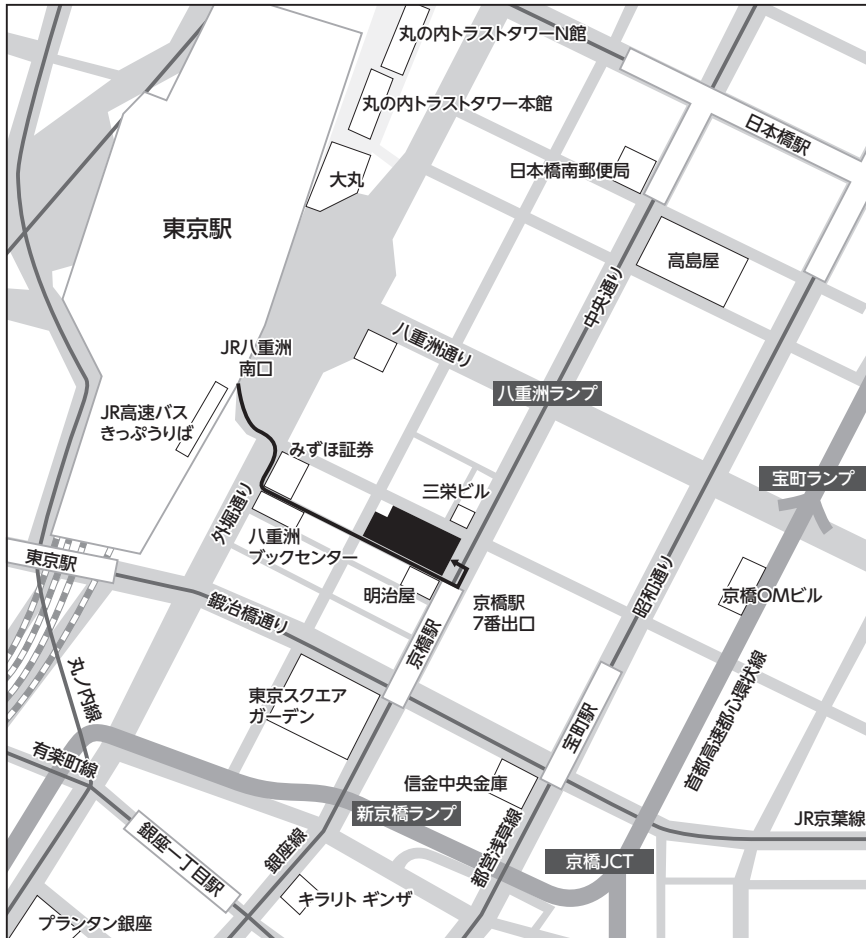 丸の内トラストタワーN館
丸の内トラストタワー本館
大丸
日本橋駅
日本橋南郵便局
東京駅
高島屋
中央通り
八重洲通り
JR八重洲
南口
八重洲ランプ
JR高速バス
きっぷうりば
みずほ証券
三栄ビル
宝町ランプ
外堀通り
八重洲
ブックセンター
東京駅
明治屋
京橋駅
7番出口
昭和通り
京橋OMビル
鍛治橋通り
京橋駅
丸ノ内線
東京スクエア
ガーデン
宝町駅
首都高速都心環状線
有楽町線
信金中央金庫
新京橋ランプ
JR京葉線
銀座一丁目駅
銀座線
都営浅草線
京橋JCT
キラリト ギンザ
プランタン銀座